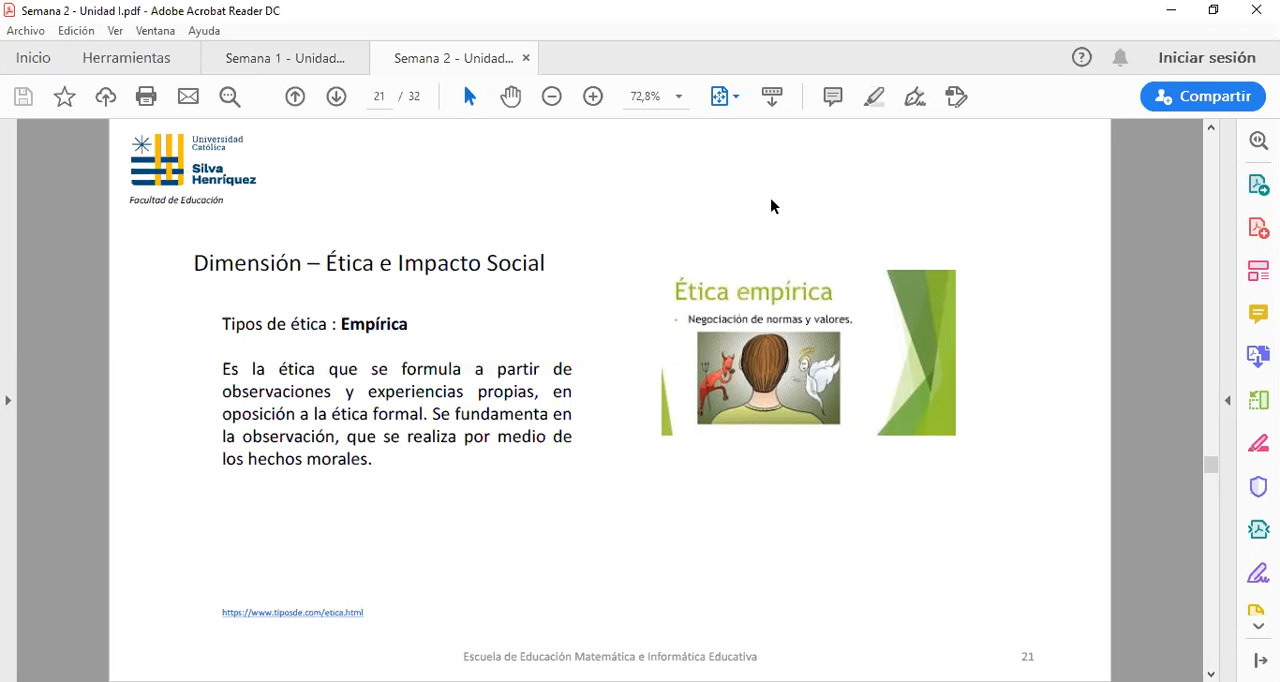 Semana 2 - Unidad I.pdf - Adobe Acrobat Reader DC
Archivo Edición Ver Ventana Ayuda
Inicio Herramientas Semana 1 - Unidad... Semana 2 - Unidad... Iniciar sesión
21 / 32 72,8% Compartir
Universidad
Católica
Silva
Henríquez
Facultad de Educación
Dimensión – Ética e Impacto Social
Tipos de ética : Empírica
Es la ética que se formula a partir de
observaciones y experiencias propias, en
oposición a la ética formal. Se fundamenta en
la observación, que se realiza por medio de
los hechos morales.
Ética empírica
Negociación de normas y valores.
https://www.tiposde.com/etica.html
Escuela de Educación Matemática e Informática Educativa 21